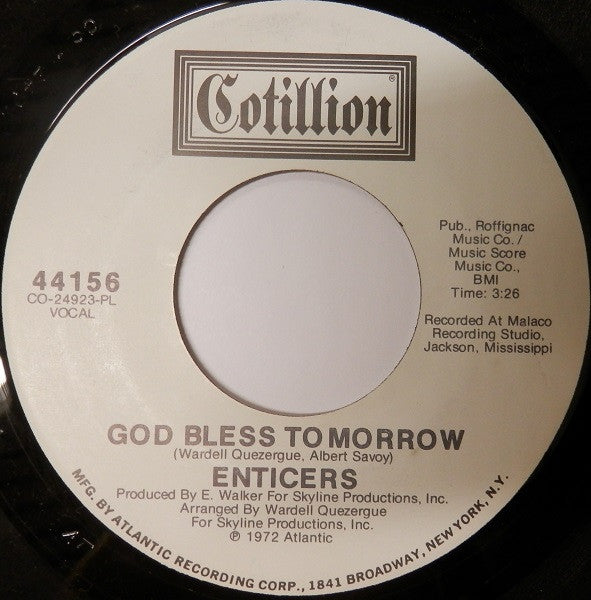 Cotillion®
44156
CO-24923-PL
VOCAL
Pub., Roffignac
Music Co./
Music Score
Music Co.,
BMI
Time: 3:26
Recorded At Malaco
Recording Studio,
Jackson, Mississippi
GOD BLESS TOMORROW
(Wardell Quezergue, Albert Savoy)
ENTICERS
Produced By E. Walker For Skyline Productions, Inc.
Arranged By Wardell Quezergue
For Skyline Productions, Inc.
℗ 1972 Atlantic
MFG. BY ATLANTIC RECORDING CORP., 1841 BROADWAY, NEW YORK, N.Y.